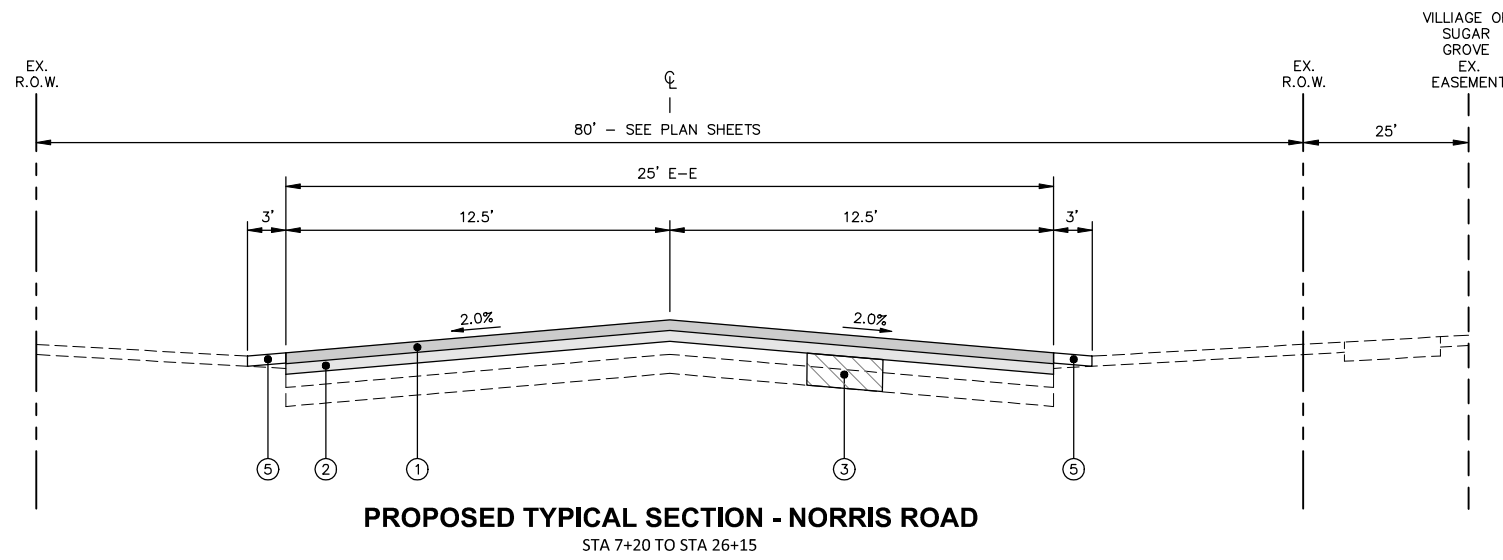 VILLIAGE OF
SUGAR
GROVE
EX.
EASEMENT
EX.
R.O.W.
℄
EX.
R.O.W.
80' - SEE PLAN SHEETS
25'
25' E-E
3'
12.5'
12.5'
3'
2.0%
2.0%
5
2
1
3
5
PROPOSED TYPICAL SECTION - NORRIS ROAD
STA 7+20 TO STA 26+15